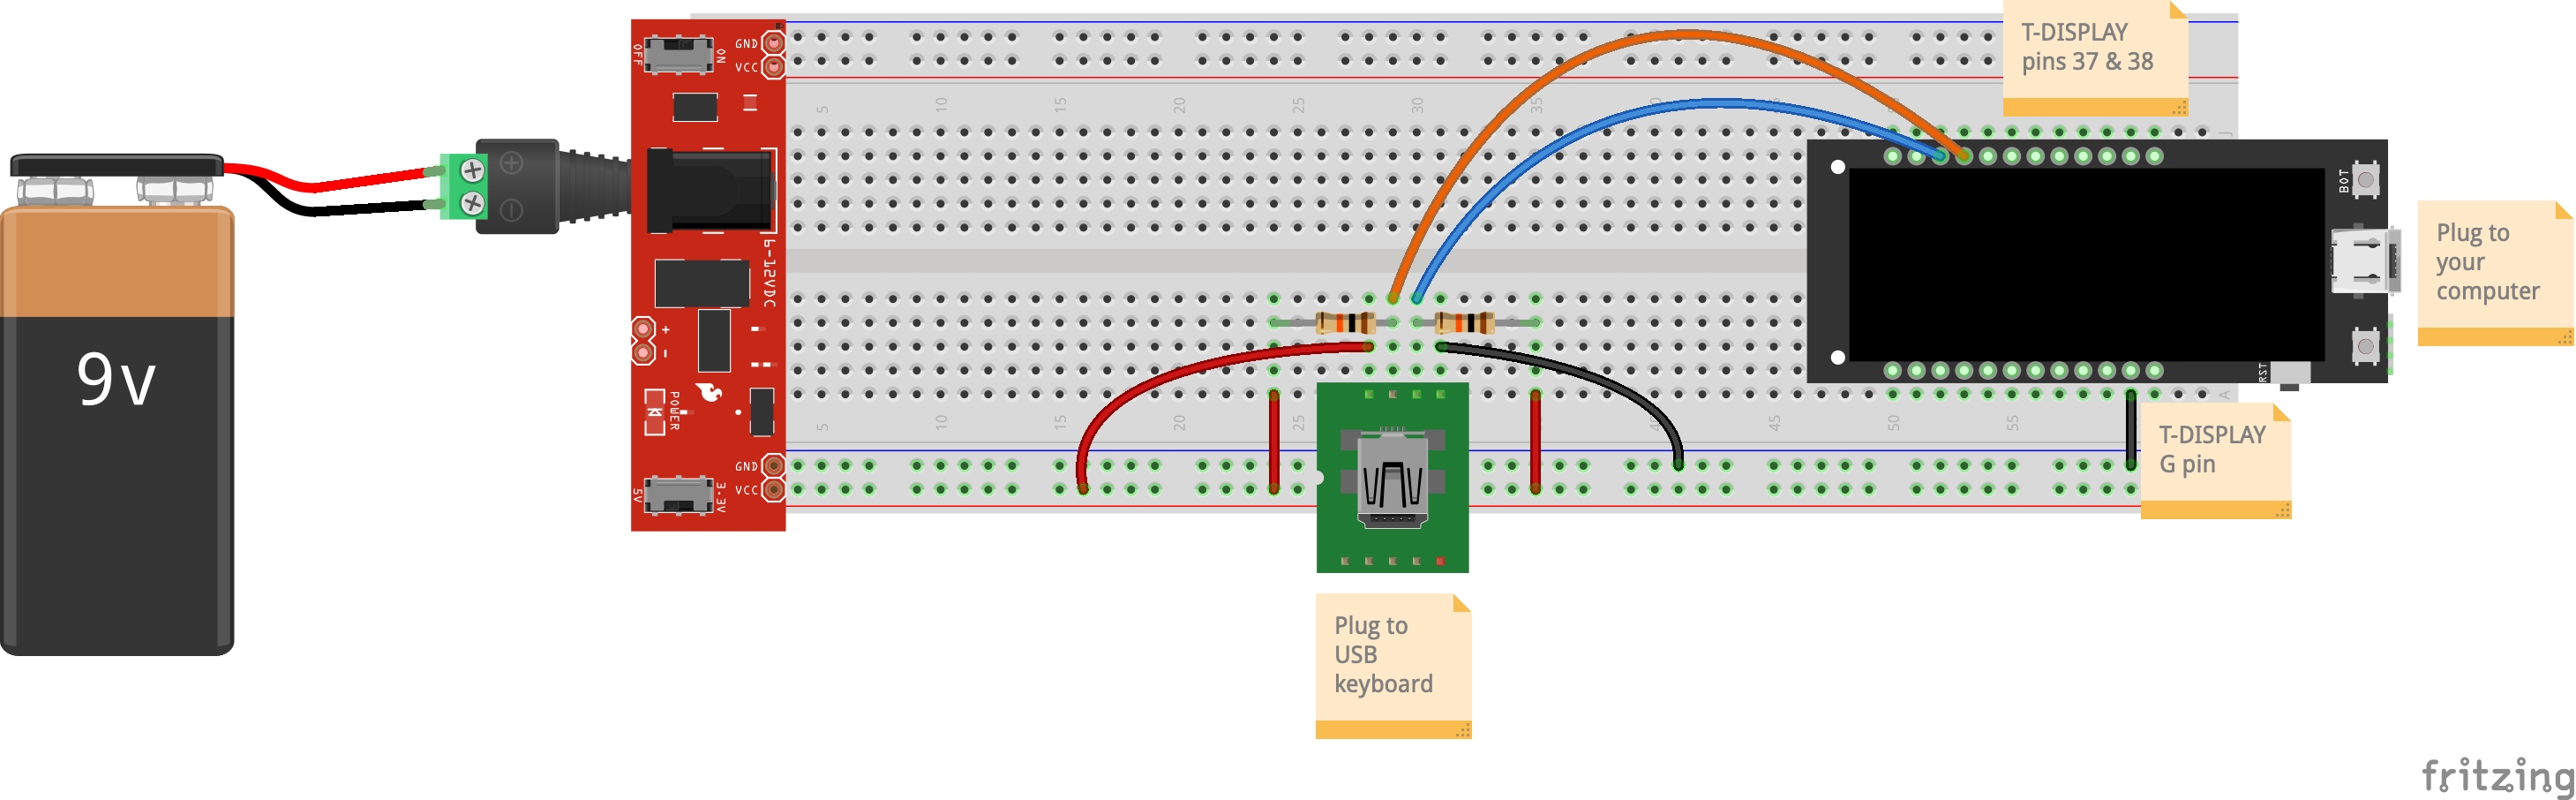 T-DISPLAY
pins 37 & 38
OFF
ON
GND
VCC
5
10
15
20
25
30
35
J
BOT
Plug to
your
computer
6-12VDC
+
-
9v
POWER
RST
A
5
10
15
20
25
45
50
55
T-DISPLAY
G pin
GND
VCC
5V
3.3V
Plug to
USB
keyboard
fritzing